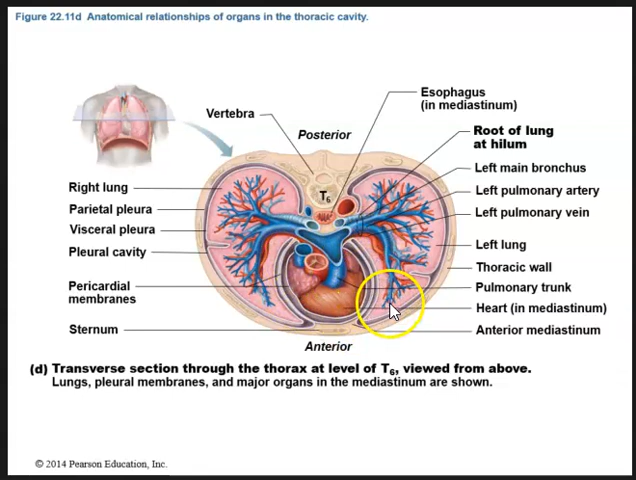 Figure 22.11d Anatomical relationships of organs in the thoracic cavity.
Esophagus
(in mediastinum)
Vertebra
Posterior
Root of lung
at hilum
Left main bronchus
T6
Right lung
Left pulmonary artery
Parietal pleura
Left pulmonary vein
Visceral pleura
Left lung
Pleural cavity
Thoracic wall
Pericardial
membranes
Pulmonary trunk
Heart (in mediastinum)
Sternum
Anterior mediastinum
Anterior
(d) Transverse section through the thorax at level of T6, viewed from above.
Lungs, pleural membranes, and major organs in the mediastinum are shown.
© 2014 Pearson Education, Inc.